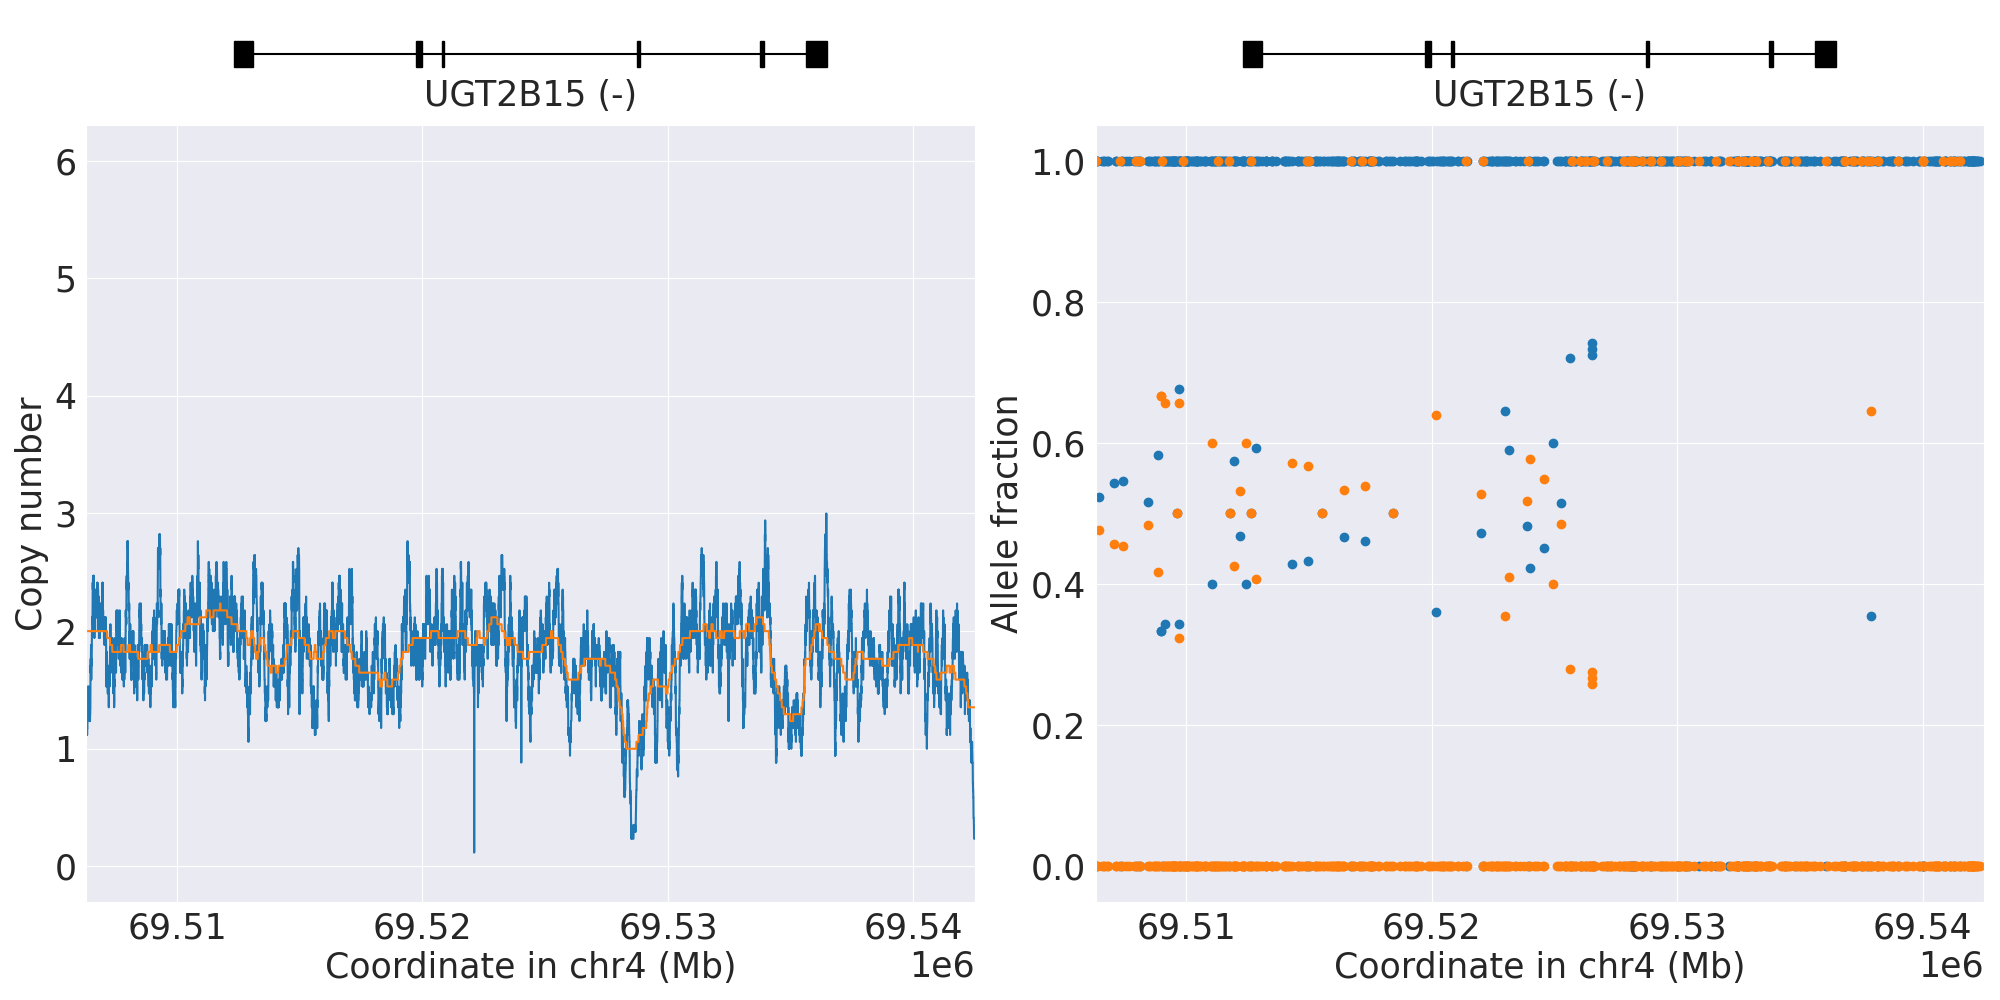 UGT2B15 (-)
6
5
4
3
2
1
0
Copy number
69.51 69.52 69.53 69.54
Coordinate in chr4 (Mb)
1e6
UGT2B15 (-)
1.0
0.8
0.6
0.4
0.2
0.0
Allele fraction
69.51 69.52 69.53 69.54
Coordinate in chr4 (Mb)
1e6